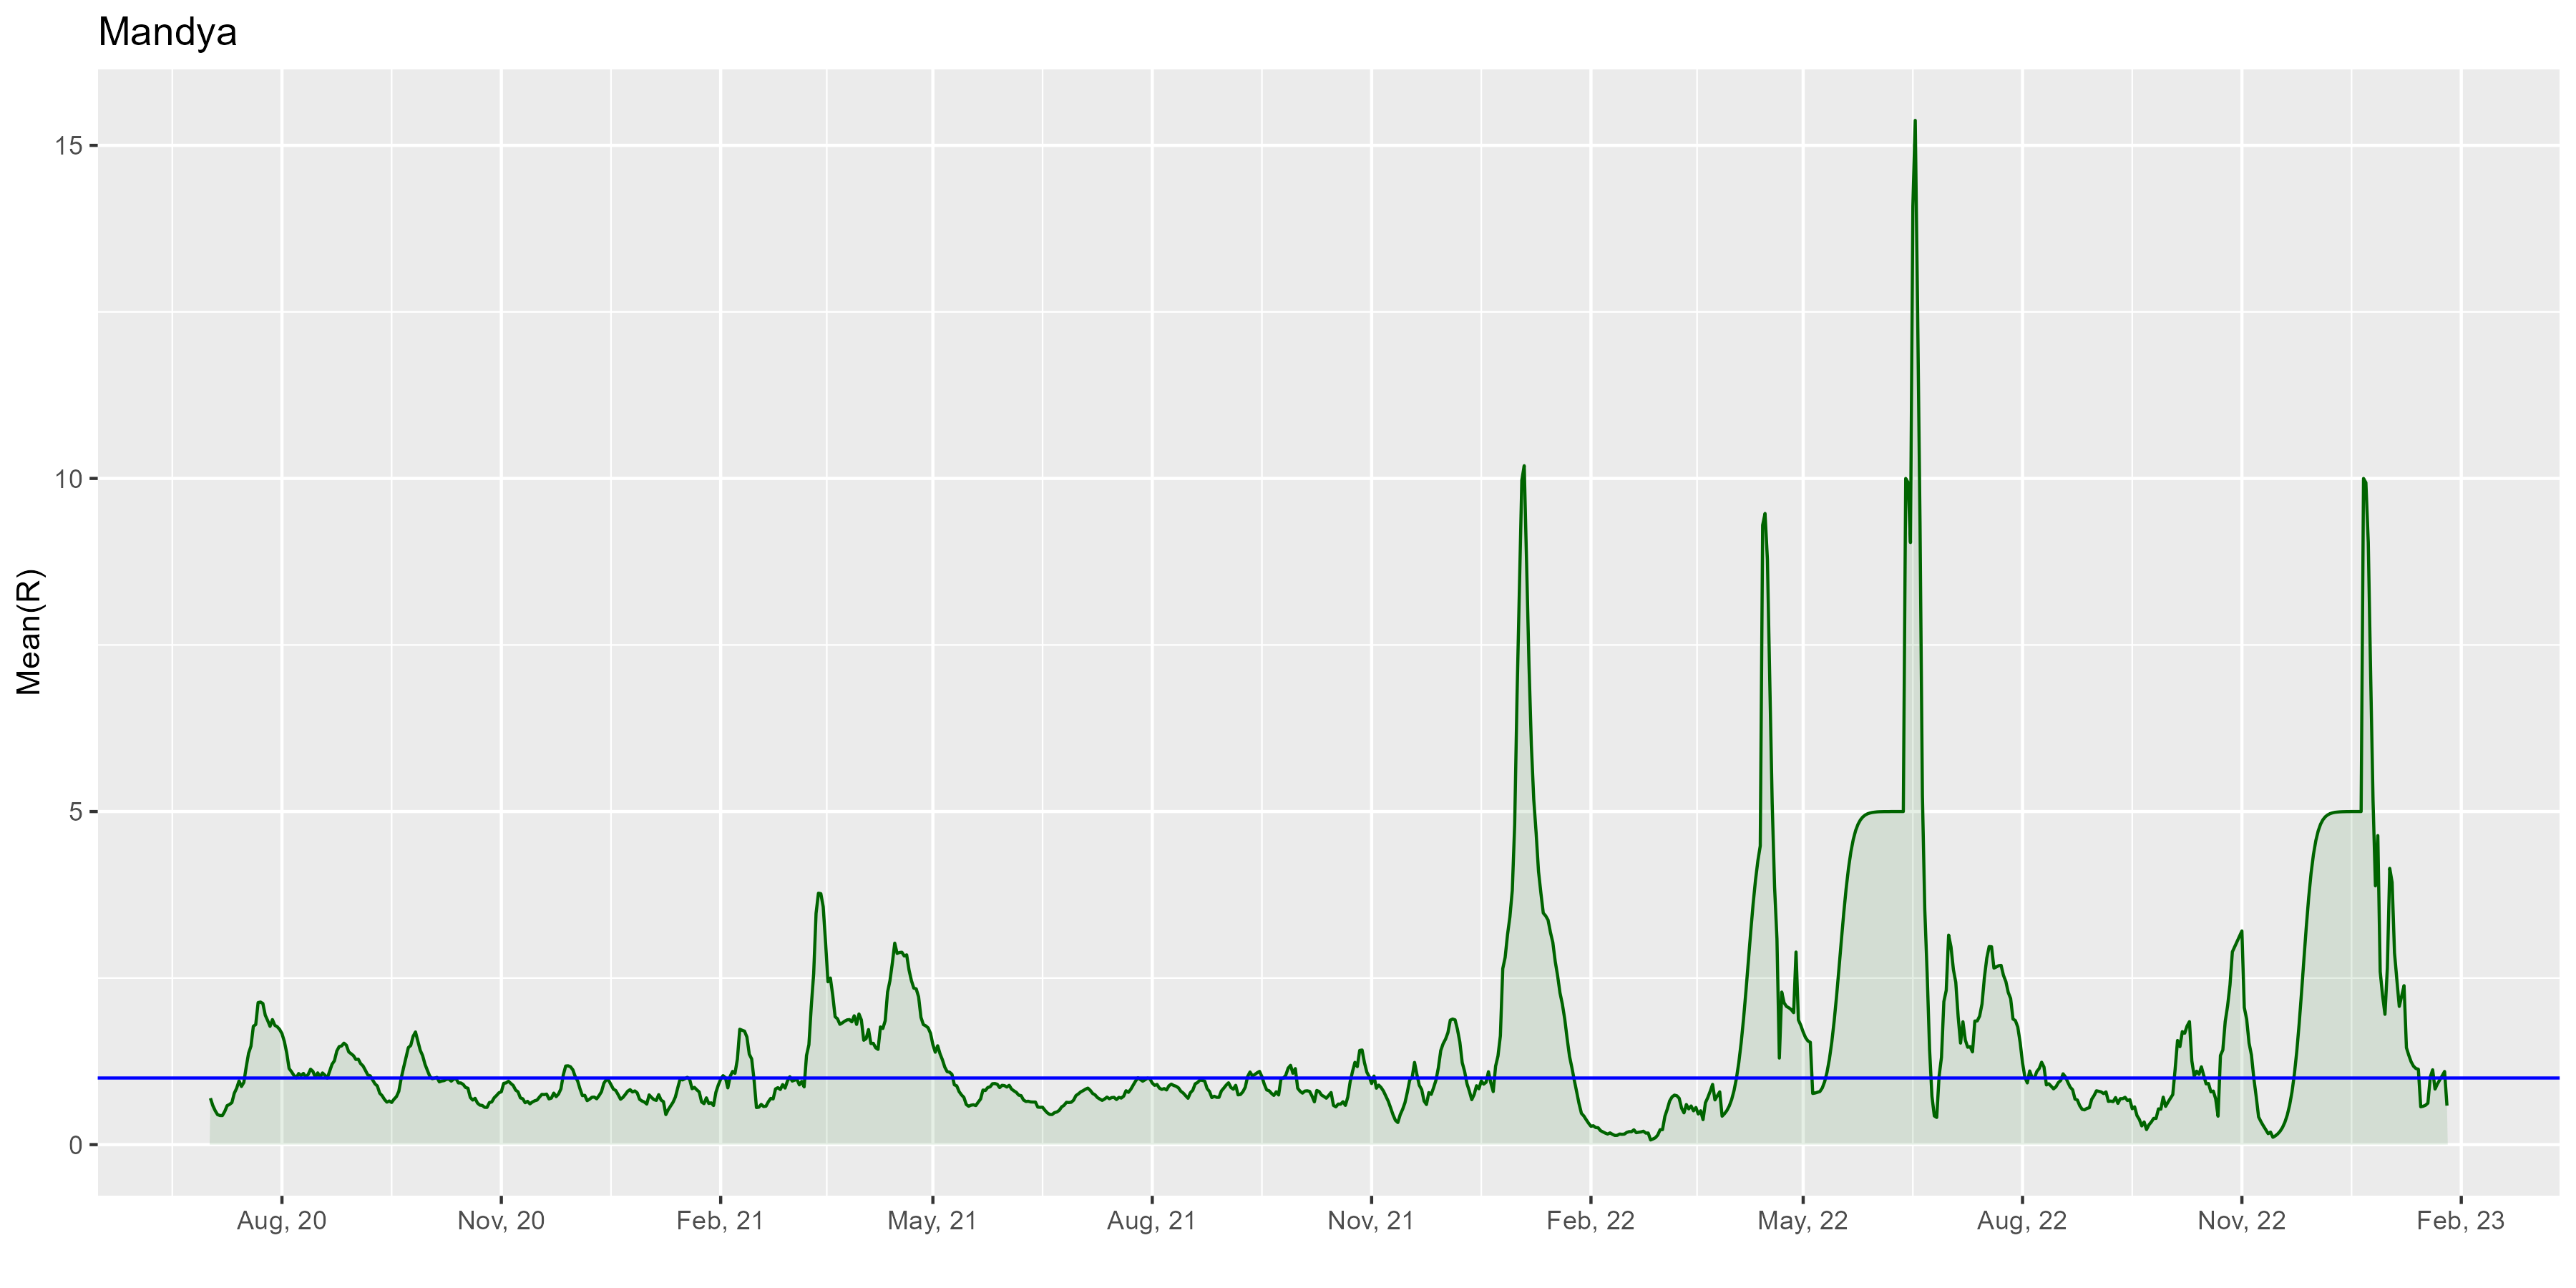 Mandya
Mean(R)
15
10
5
0
Aug, 20
Nov, 20
Feb, 21
May, 21
Aug, 21
Nov, 21
Feb, 22
May, 22
Aug, 22
Nov, 22
Feb, 23